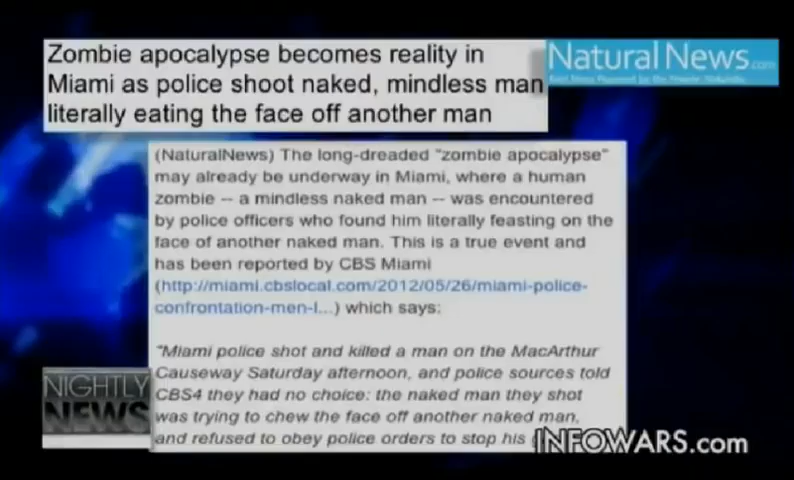 Zombie apocalypse becomes reality in
Miami as police shoot naked, mindless man
literally eating the face off another man
NaturalNews.com
(NaturalNews) The long-dreaded "zombie apocalypse"
may already be underway in Miami, where a human
zombie -- a mindless naked man -- was encountered
by police officers who found him literally feasting on the
face of another naked man. This is a true event and
has been reported by CBS Miami
(http://miami.cbslocal.com/2012/05/26/miami-police-
confrontation-men-l...) which says:
"Miami police shot and killed a man on the MacArthur
Causeway Saturday afternoon, and police sources told
CBS4 they had no choice: the naked man they shot
was trying to chew the face off another naked man,
and refused to obey police orders to stop his
NIGHTLY
NEWS
INFOWARS.com